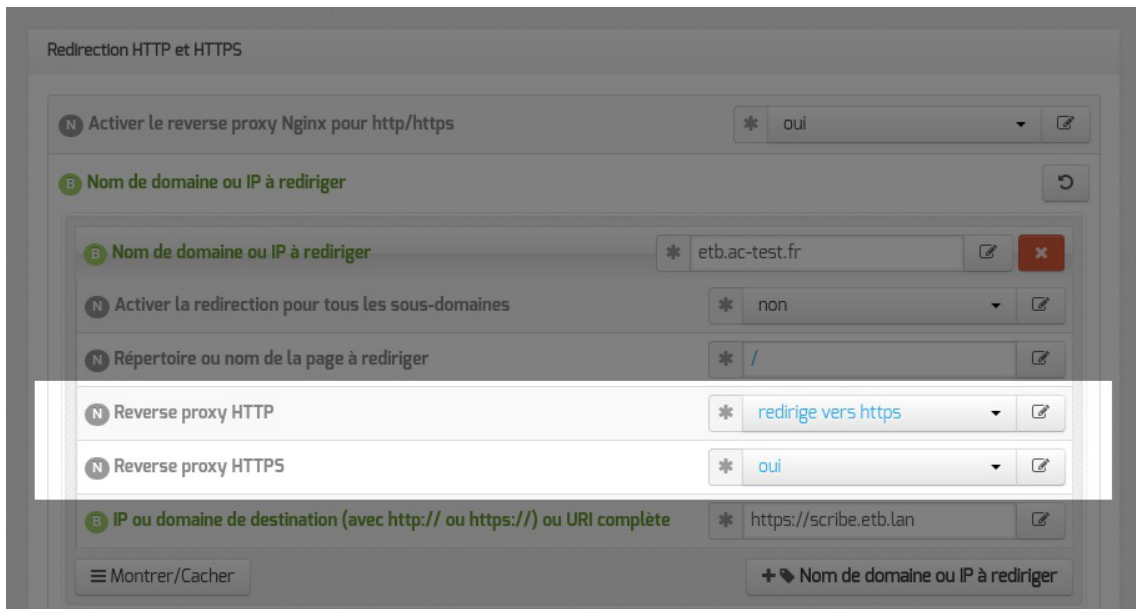 Redirection HTTP et HTTPS
N Activer le reverse proxy Nginx pour http/https oui
B Nom de domaine ou IP à rediriger
B Nom de domaine ou IP à rediriger etb.ac-test.fr
N Activer la redirection pour tous les sous-domaines non
N Répertoire ou nom de la page à rediriger /
N Reverse proxy HTTP redirige vers https
N Reverse proxy HTTPS oui
B IP ou domaine de destination (avec http:// ou https://) ou URI complète https://scribe.etb.lan
Montrer/Cacher Nom de domaine ou IP à rediriger